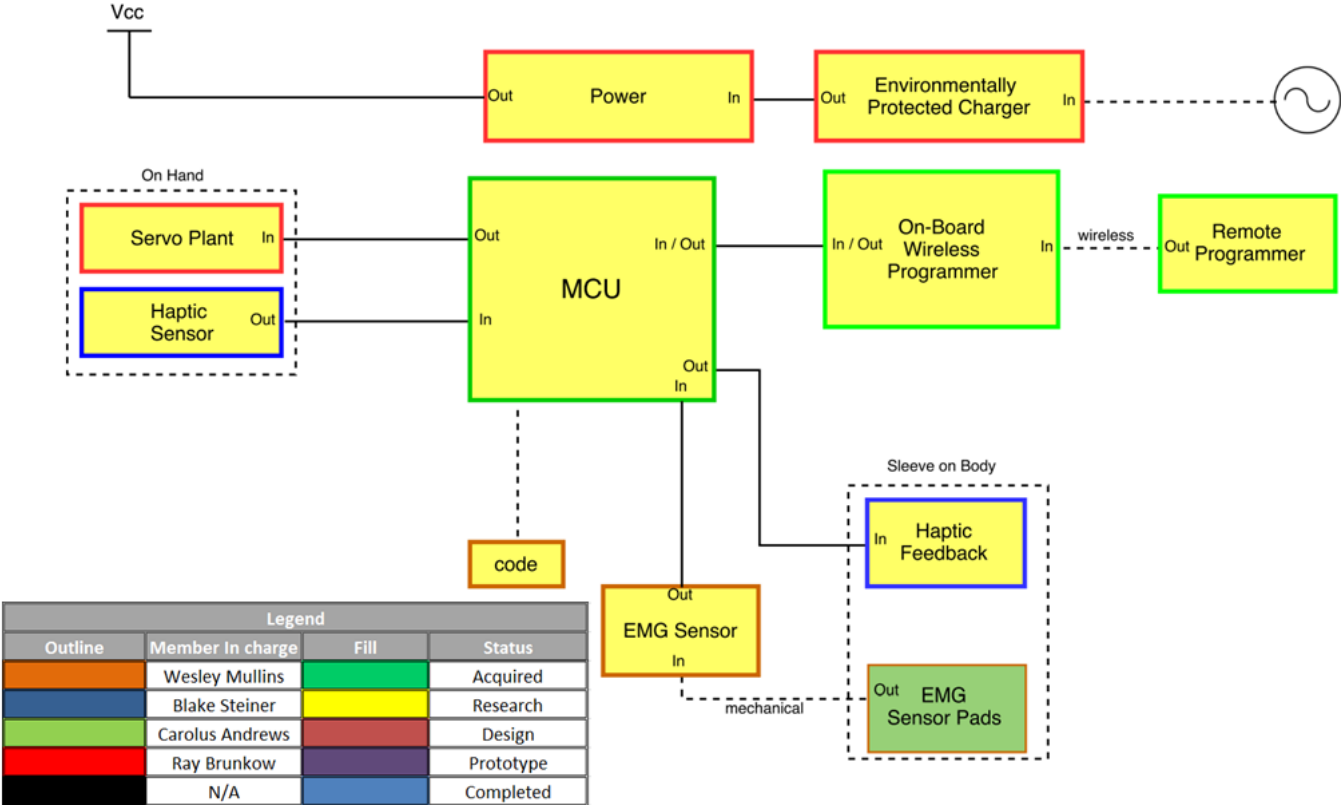 Vcc
Out Power In
Out Environmentally Protected Charger In
On Hand
Servo Plant In
Haptic
Sensor
Out
Out
In / Out
MCU
In
Out
In
In / Out
On-Board
Wireless
Programmer
In
wireless
Out
Remote
Programmer
code
Out
EMG Sensor
In
mechanical
Sleeve on Body
In
Haptic
Feedback
Out
EMG
Sensor Pads
Legend
Outline Member In charge Fill Status
Wesley Mullins Acquired
Blake Steiner Research
Carolus Andrews Design
Ray Brunkow Prototype
N/A Completed